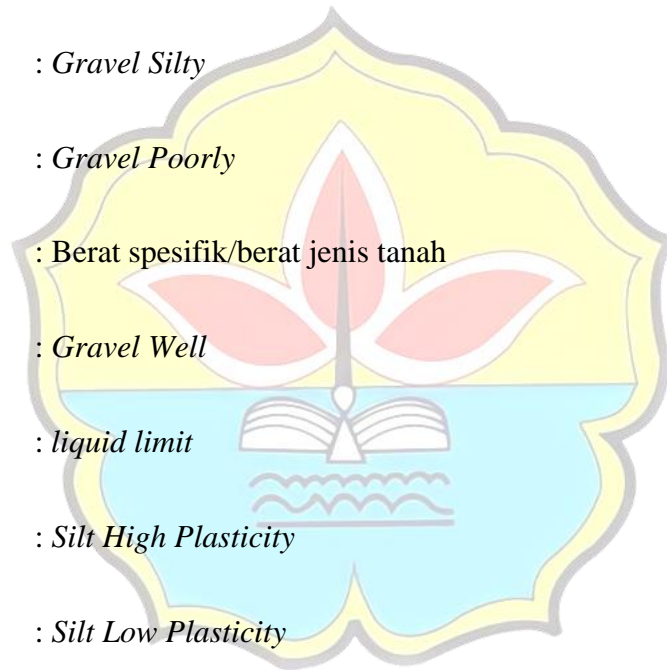 : Gravel Silty
: Gravel Poorly
: Berat spesifik/berat jenis tanah
: Gravel Well
: liquid limit
: Silt High Plasticity
: Silt Low Plasticity